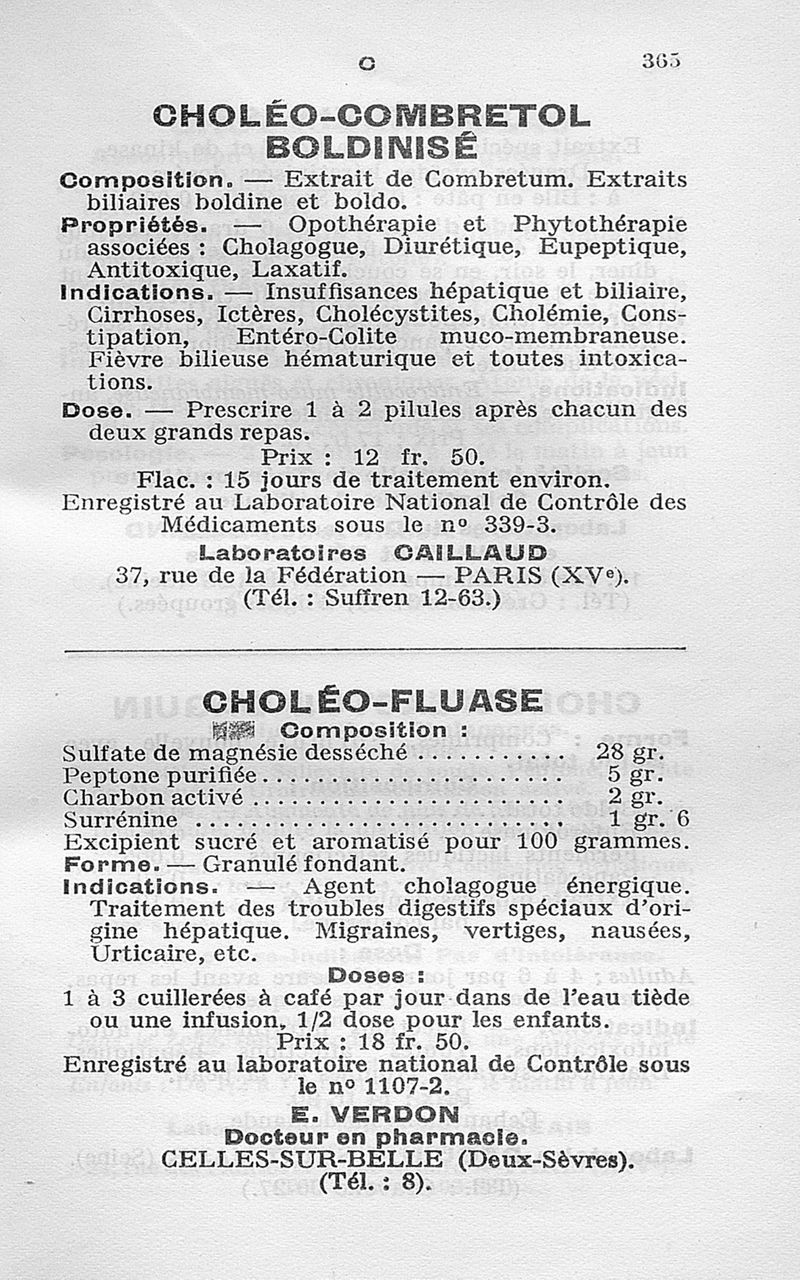 C
365
CHOLÉO-COMBRETOL
BOLDINISÉ
Composition. — Extrait de Combretum. Extraits
biliaires boldine et boldo.
Propriétés. — Opothérapie et Phytothérapie
associées : Cholagogue, Diurétique, Eupeptique,
Antitoxique, Laxatif.
Indications. — Insuffisances hépatique et biliaire,
Cirrhoses, Ictères, Cholécystites, Cholémie, Cons-
tipation, Entéro-Colite muco-membraneuse.
Fièvre bilieuse hématurique et toutes intoxica-
tions.
Dose. — Prescrire 1 à 2 pilules après chacun des
deux grands repas.
Prix : 12 fr. 50.
Flac. : 15 jours de traitement environ.
Enregistré au Laboratoire National de Contrôle des
Médicaments sous le nº 339-3.
Laboratoires CAILLAUD
37, rue de la Fédération — PARIS (XVe).
(Tél. : Suffren 12-63.)
CHOLÉO-FLUASE
Composition :
Sulfate de magnésie desséché . . . . . . . . . . . 28 gr.
Peptone purifiée . . . . . . . . . . . . . . . . . . . . . . 5 gr.
Charbon activé . . . . . . . . . . . . . . . . . . . . . . . 2 gr.
Surrénine . . . . . . . . . . . . . . . . . . . . . . . . . . . 1 gr. 6
Excipient sucré et aromatisé pour 100 grammes.
Forme. — Granulé fondant.
Indications. — Agent cholagogue énergique.
Traitement des troubles digestifs spéciaux d'ori-
gine hépatique. Migraines, vertiges, nausées,
Urticaire, etc.
Doses :
1 à 3 cuillerées à café par jour dans de l'eau tiède
ou une infusion, 1/2 dose pour les enfants.
Prix : 18 fr. 50.
Enregistré au laboratoire national de Contrôle sous
le nº 1107-2.
E. VERDON
Docteur en pharmacie.
CELLES-SUR-BELLE (Deux-Sèvres).
(Tél. : 8).